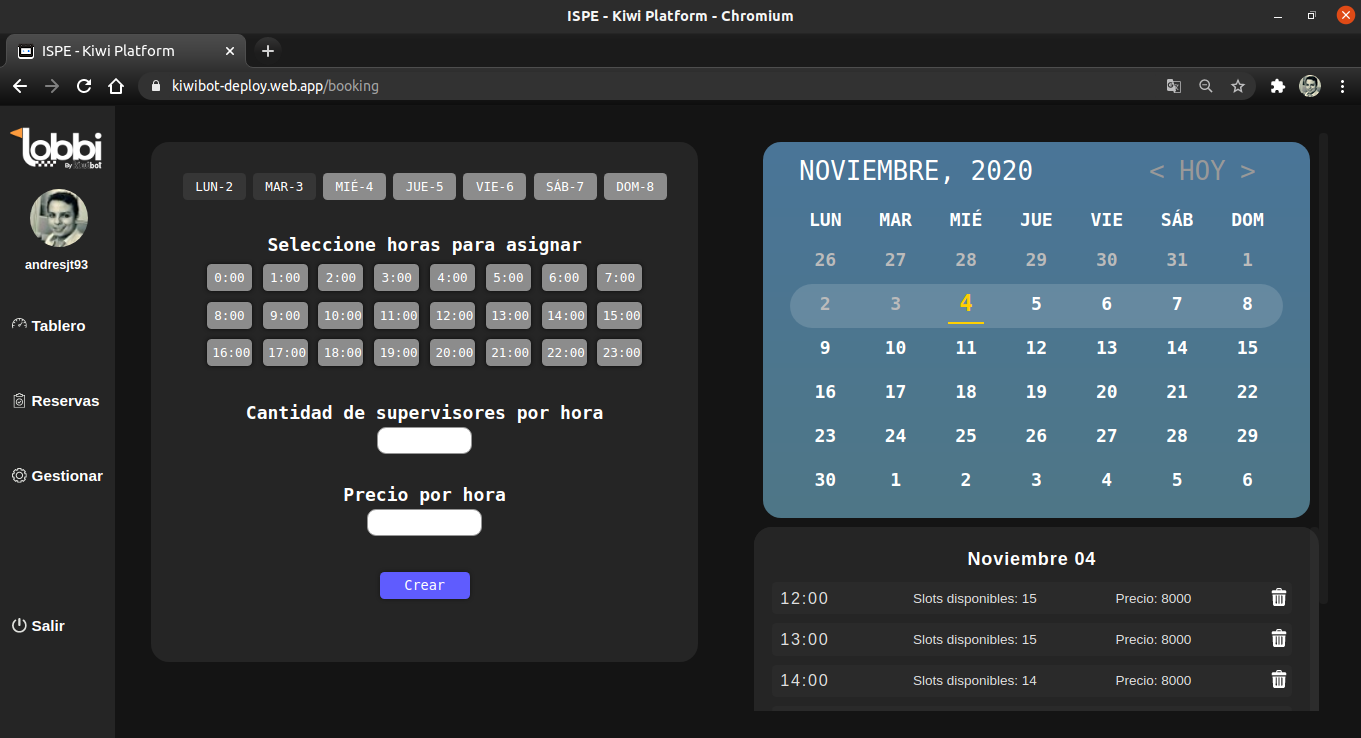 ISPE - Kiwi Platform - Chromium
ISPE - Kiwi Platform
kiwibot-deploy.web.app/booking
lobbi
By kiwibot
andresjt93
Tablero
Reservas
Gestionar
Salir
LUN-2 MAR-3 MIÉ-4 JUE-5 VIE-6 SÁB-7 DOM-8
Seleccione horas para asignar
0:00 1:00 2:00 3:00 4:00 5:00 6:00 7:00
8:00 9:00 10:00 11:00 12:00 13:00 14:00 15:00
16:00 17:00 18:00 19:00 20:00 21:00 22:00 23:00
Cantidad de supervisores por hora
Precio por hora
Crear
NOVIEMBRE, 2020 < HOY >
LUN MAR MIÉ JUE VIE SÁB DOM
26 27 28 29 30 31 1
2 3 4 5 6 7 8
9 10 11 12 13 14 15
16 17 18 19 20 21 22
23 24 25 26 27 28 29
30 1 2 3 4 5 6
Noviembre 04
12:00 Slots disponibles: 15 Precio: 8000
13:00 Slots disponibles: 15 Precio: 8000
14:00 Slots disponibles: 14 Precio: 8000